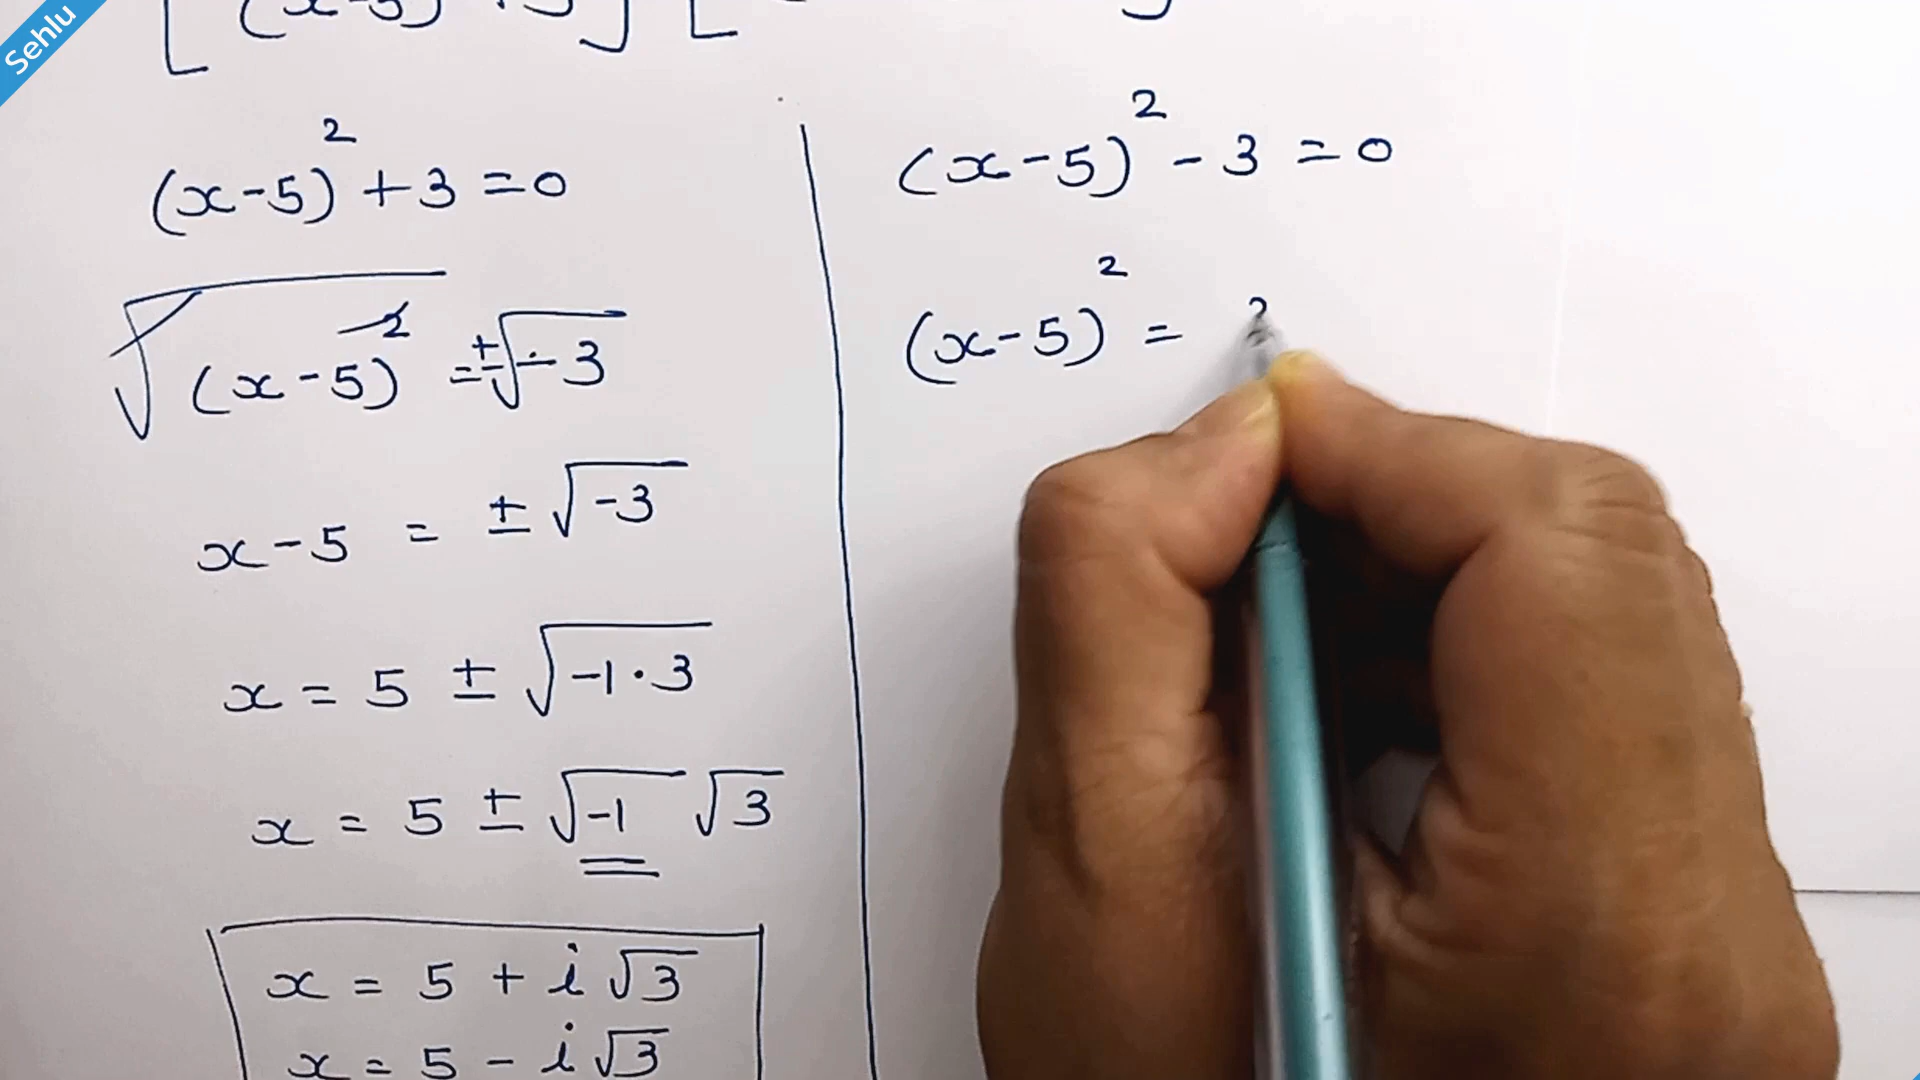 Sehlu
(x-5)² + 3 = 0
√(x-5)² = ±√-3
x-5 = ±√-3
x = 5 ± √-1·3
x = 5 ± √-1 √3
x = 5 + i√3
x = 5 - i√3
(x-5)² - 3 = 0
(x-5)² =